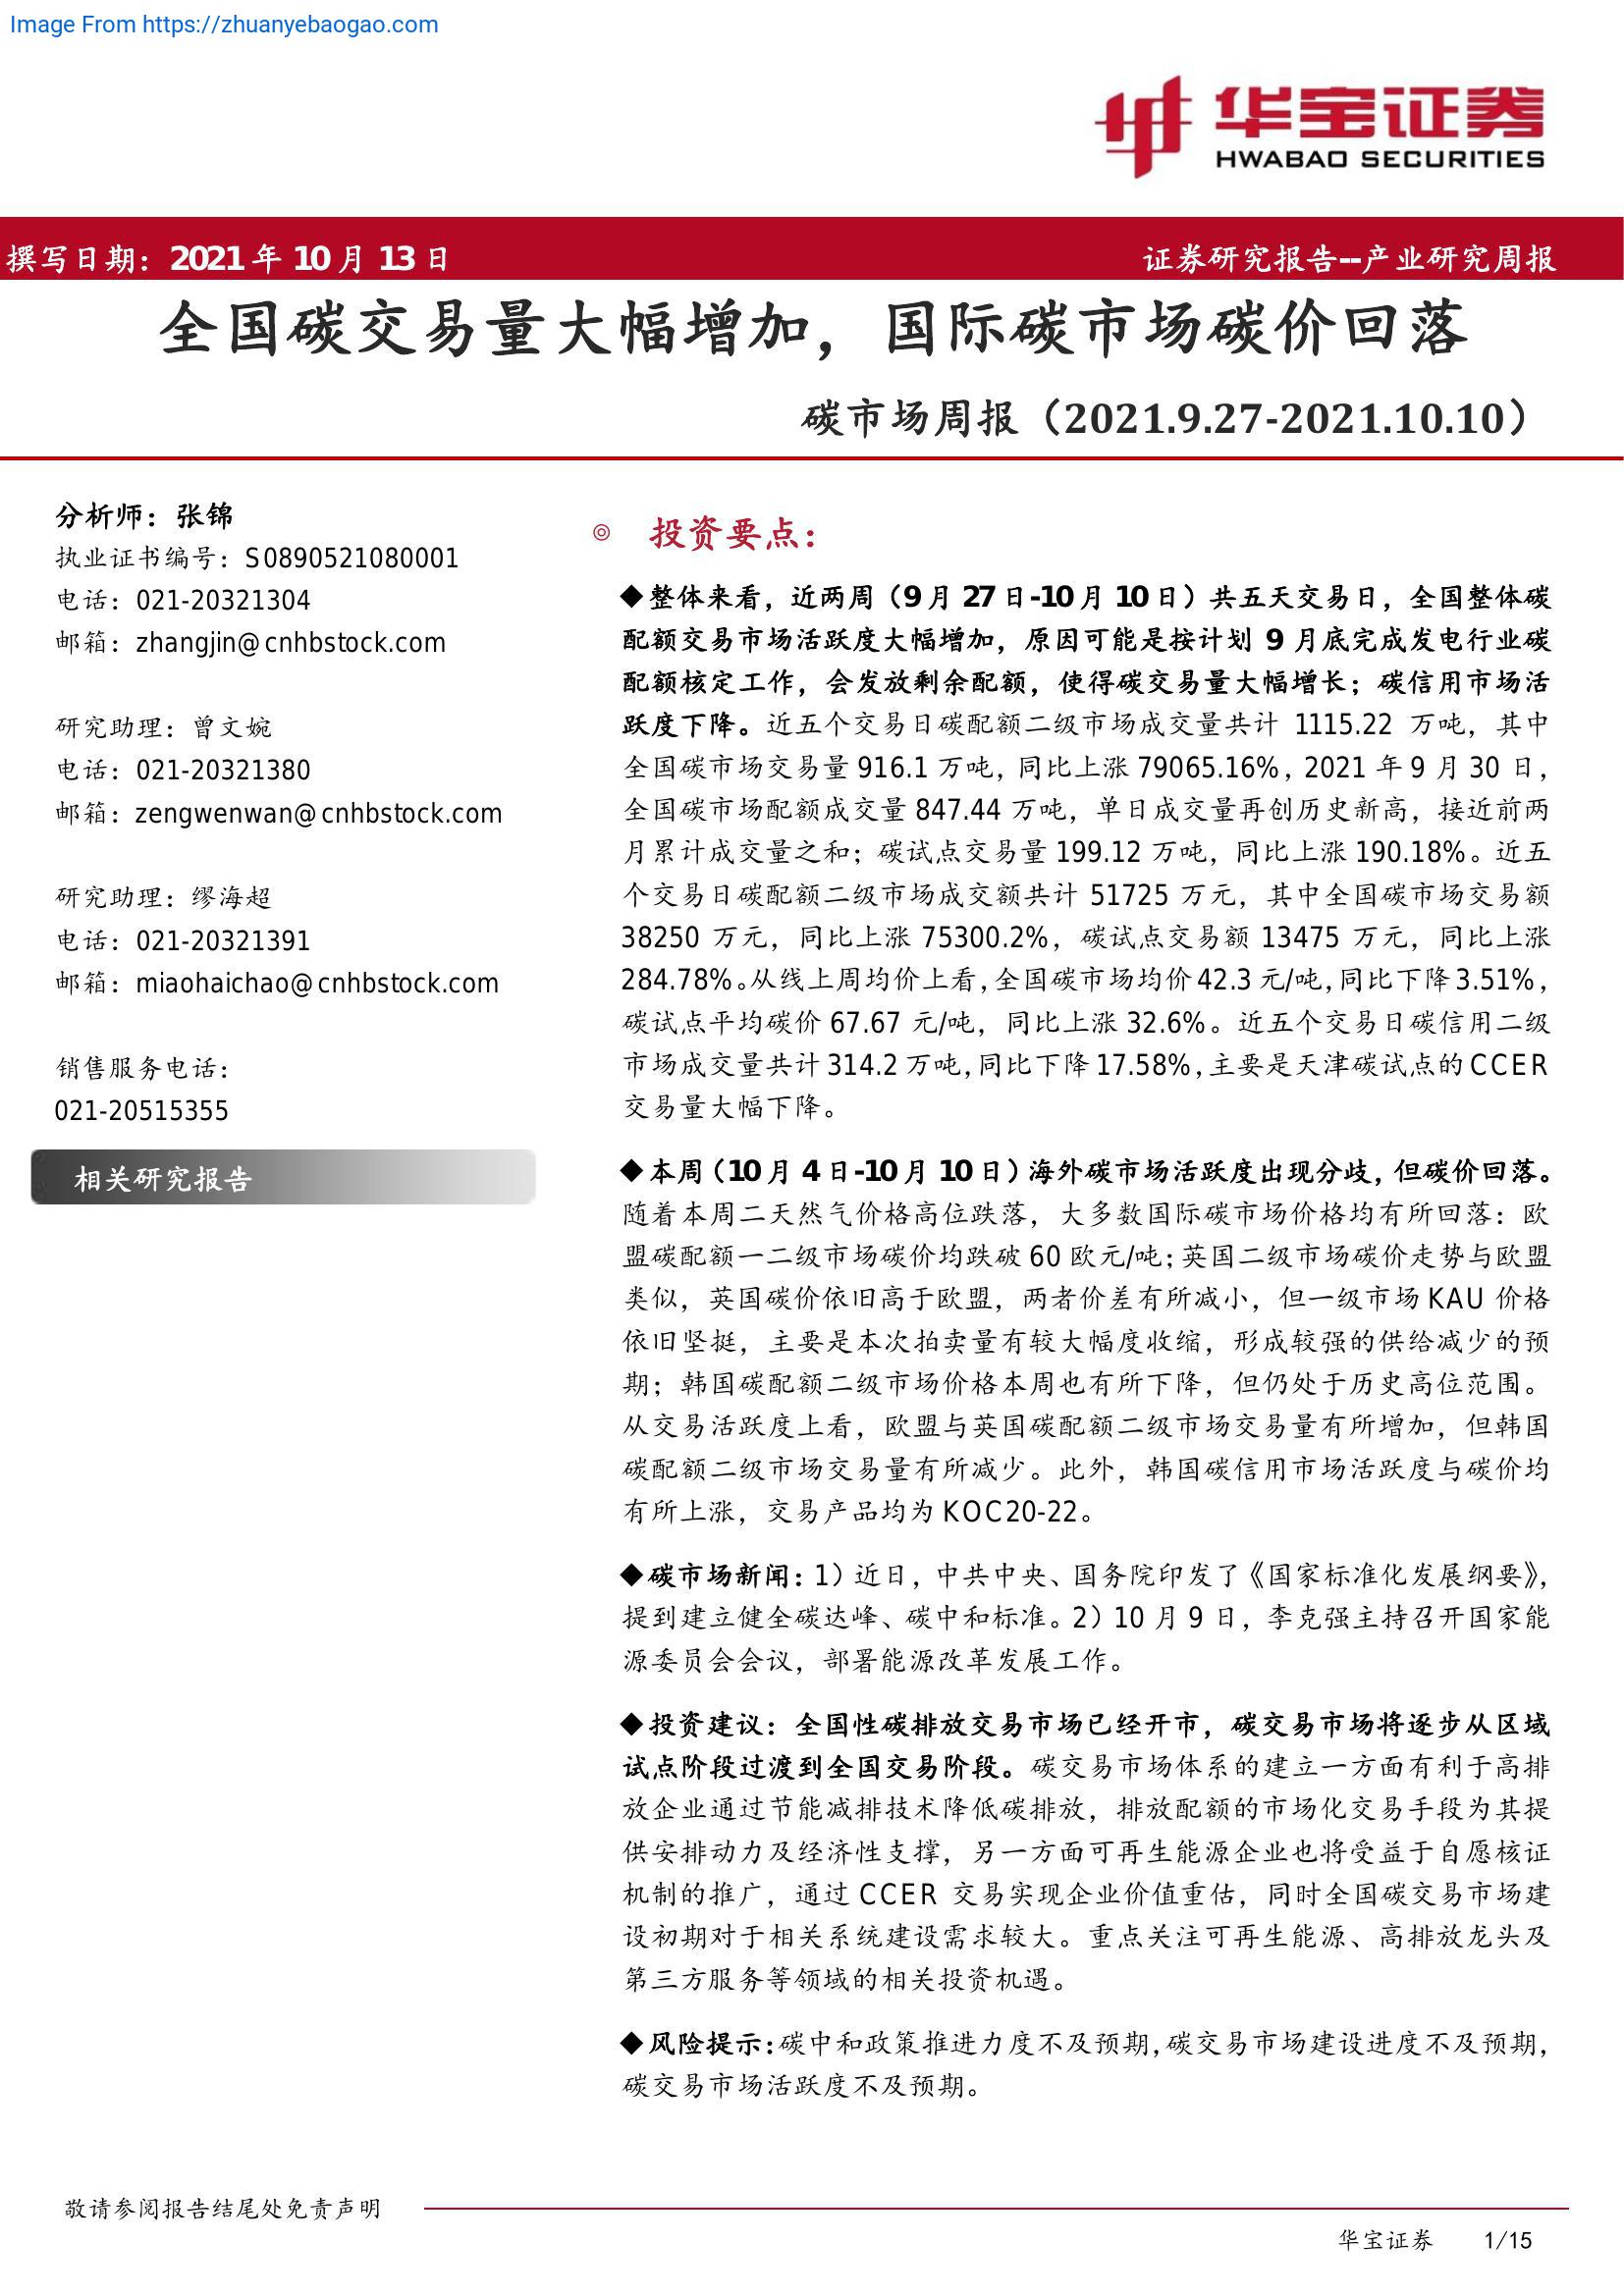 Image From https://zhuanyebaogao.com
华宝证券
HWABAO SECURITIES
撰写日期：2021 年 10 月 13 日
证券研究报告--产业研究周报
全国碳交易量大幅增加，国际碳市场碳价回落
碳市场周报（2021.9.27-2021.10.10）
分析师：张锦
执业证书编号：S0890521080001
电话：021-20321304
邮箱：zhangjin@cnhbstock.com
研究助理：曾文婉
电话：021-20321380
邮箱：zengwenwan@cnhbstock.com
研究助理：缪海超
电话：021-20321391
邮箱：miaohaichao@cnhbstock.com
销售服务电话：
021-20515355
相关研究报告
◎ 投资要点：
◆整体来看，近两周（9 月 27 日-10 月 10 日）共五天交易日，全国整体碳
配额交易市场活跃度大幅增加，原因可能是按计划 9 月底完成发电行业碳
配额核定工作，会发放剩余配额，使得碳交易量大幅增长；碳信用市场活
跃度下降。近五个交易日碳配额二级市场成交量共计 1115.22 万吨，其中
全国碳市场交易量 916.1 万吨，同比上涨 79065.16%，2021 年 9 月 30 日，
全国碳市场配额成交量 847.44 万吨，单日成交量再创历史新高，接近前两
月累计成交量之和；碳试点交易量 199.12 万吨，同比上涨 190.18%。近五
个交易日碳配额二级市场成交额共计 51725 万元，其中全国碳市场交易额
38250 万元，同比上涨 75300.2%，碳试点交易额 13475 万元，同比上涨
284.78%。从线上周均价上看，全国碳市场均价 42.3 元/吨，同比下降 3.51%，
碳试点平均碳价 67.67 元/吨，同比上涨 32.6%。近五个交易日碳信用二级
市场成交量共计 314.2 万吨，同比下降 17.58%，主要是天津碳试点的 CCER
交易量大幅下降。
◆本周（10 月 4 日-10 月 10 日）海外碳市场活跃度出现分歧，但碳价回落。
随着本周二天然气价格高位跌落，大多数国际碳市场价格均有所回落：欧
盟碳配额一二级市场碳价均跌破 60 欧元/吨；英国二级市场碳价走势与欧盟
类似，英国碳价依旧高于欧盟，两者价差有所减小，但一级市场 KAU 价格
依旧坚挺，主要是本次拍卖量有较大幅度收缩，形成较强的供给减少的预
期；韩国碳配额二级市场价格本周也有所下降，但仍处于历史高位范围。
从交易活跃度上看，欧盟与英国碳配额二级市场交易量有所增加，但韩国
碳配额二级市场交易量有所减少。此外，韩国碳信用市场活跃度与碳价均
有所上涨，交易产品均为 KOC20-22。
◆碳市场新闻：1）近日，中共中央、国务院印发了《国家标准化发展纲要》，
提到建立健全碳达峰、碳中和标准。2）10 月 9 日，李克强主持召开国家能
源委员会会议，部署能源改革发展工作。
◆投资建议：全国性碳排放交易市场已经开市，碳交易市场将逐步从区域
试点阶段过渡到全国交易阶段。碳交易市场体系的建立一方面有利于高排
放企业通过节能减排技术降低碳排放，排放配额的市场化交易手段为其提
供安排动力及经济性支撑，另一方面可再生能源企业也将受益于自愿核证
机制的推广，通过 CCER 交易实现企业价值重估，同时全国碳交易市场建
设初期对于相关系统建设需求较大。重点关注可再生能源、高排放龙头及
第三方服务等领域的相关投资机遇。
◆风险提示：碳中和政策推进力度不及预期，碳交易市场建设进度不及预期，
碳交易市场活跃度不及预期。
敬请参阅报告结尾处免责声明
华宝证券 1/15